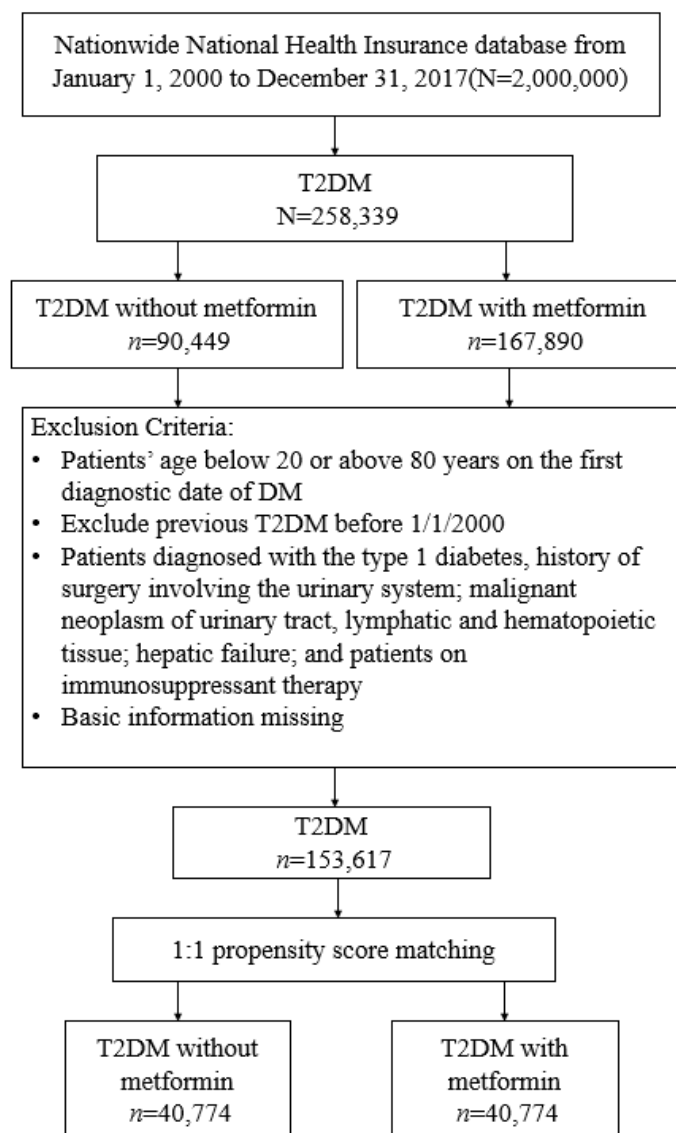 Nationwide National Health Insurance database from
January 1, 2000 to December 31, 2017(N=2,000,000)
T2DM
N=258,339
T2DM without metformin
n=90,449
T2DM with metformin
n=167,890
Exclusion Criteria:
• Patients’ age below 20 or above 80 years on the first
diagnostic date of DM
• Exclude previous T2DM before 1/1/2000
• Patients diagnosed with the type 1 diabetes, history of
surgery involving the urinary system; malignant
neoplasm of urinary tract, lymphatic and hematopoietic
tissue; hepatic failure; and patients on
immunosuppressant therapy
• Basic information missing
T2DM
n=153,617
1:1 propensity score matching
T2DM without
metformin
n=40,774
T2DM with
metformin
n=40,774